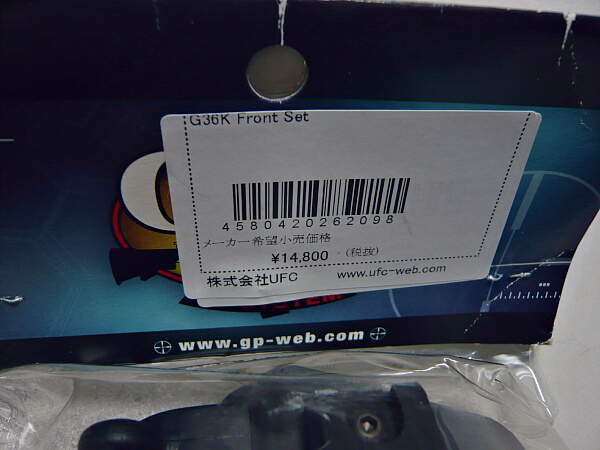 G36K Front Set
4580420262098
メーカー希望小売価格
¥14,800 (税抜)
株式会社UFC www.ufc-web.com
STEM
www.gp-web.com